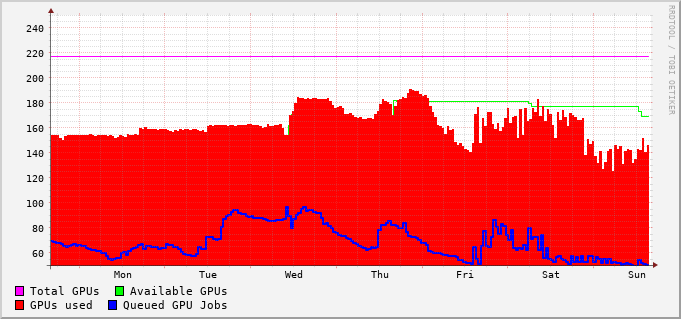 RRDTOOL / TOBI OETIKER
240
220
200
180
160
140
120
100
80
60
Mon Tue Wed Thu Fri Sat Sun
Total GPUs Available GPUs
GPUs used Queued GPU Jobs